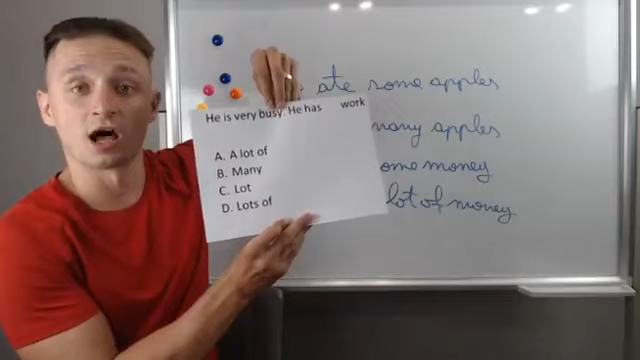 ate some apples
He is very busy. He has work
many apples
A. A lot of
B. Many
ome money
C. Lot
D. Lots of
lot of money